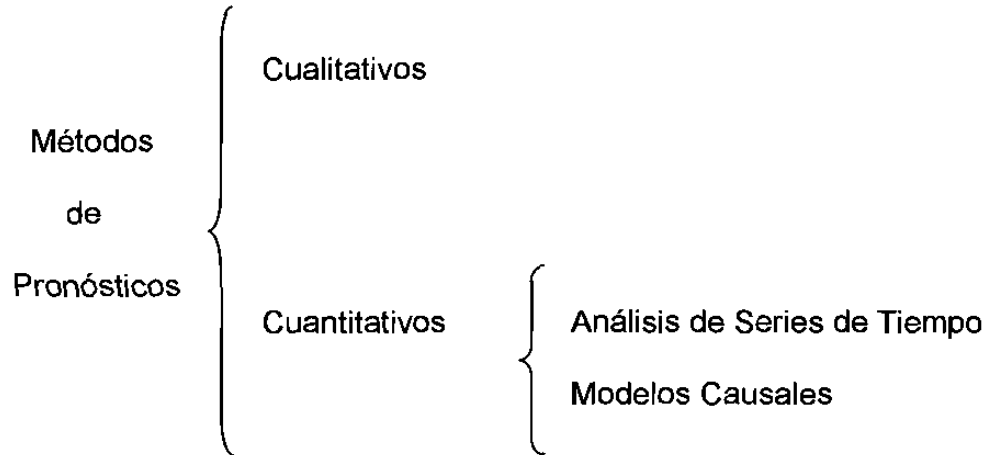 Métodos
de
Pronósticos
Cualitativos
Cuantitativos
Análisis de Series de Tiempo
Modelos Causales